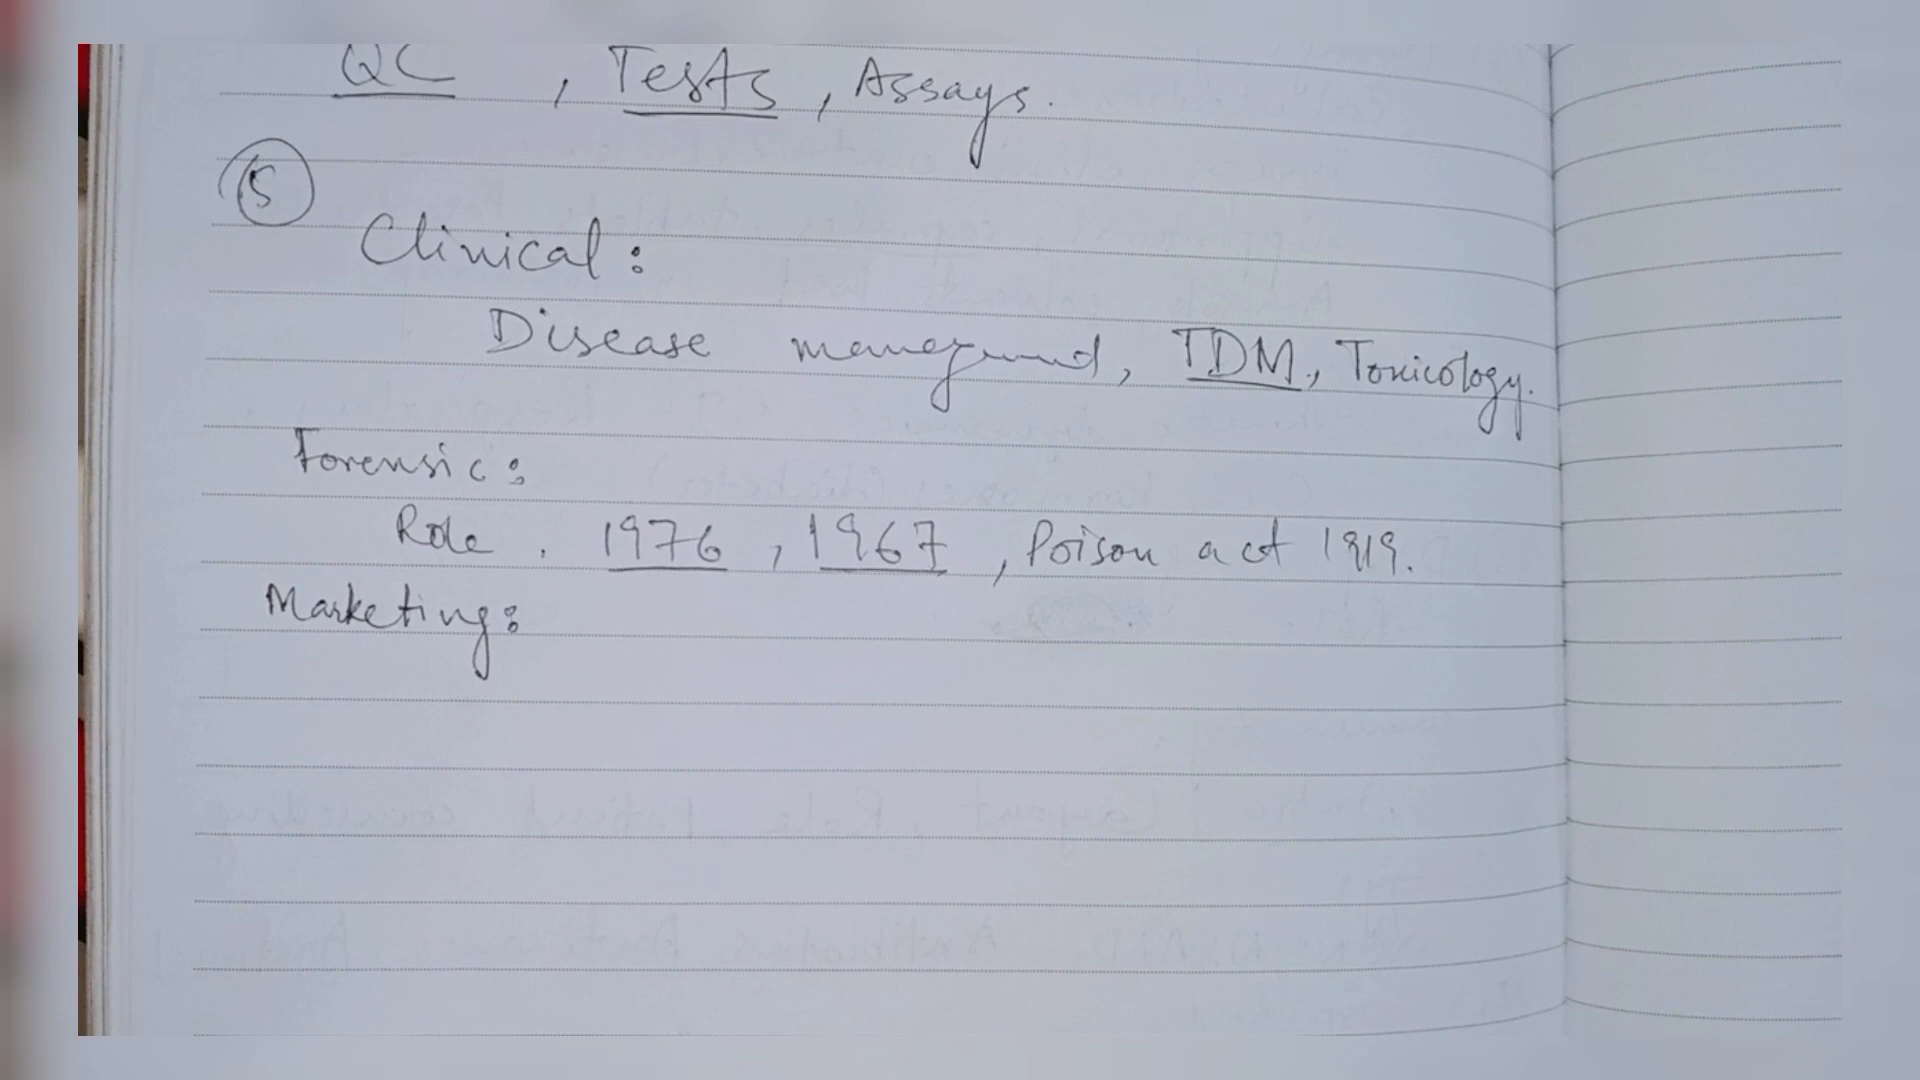 QC, Tests, Assays.
5
Clinical:
Disease management, TDM, Toxicology.
Forensic:
Role, 1976, 1967, Poison act 1919.
Marketing: